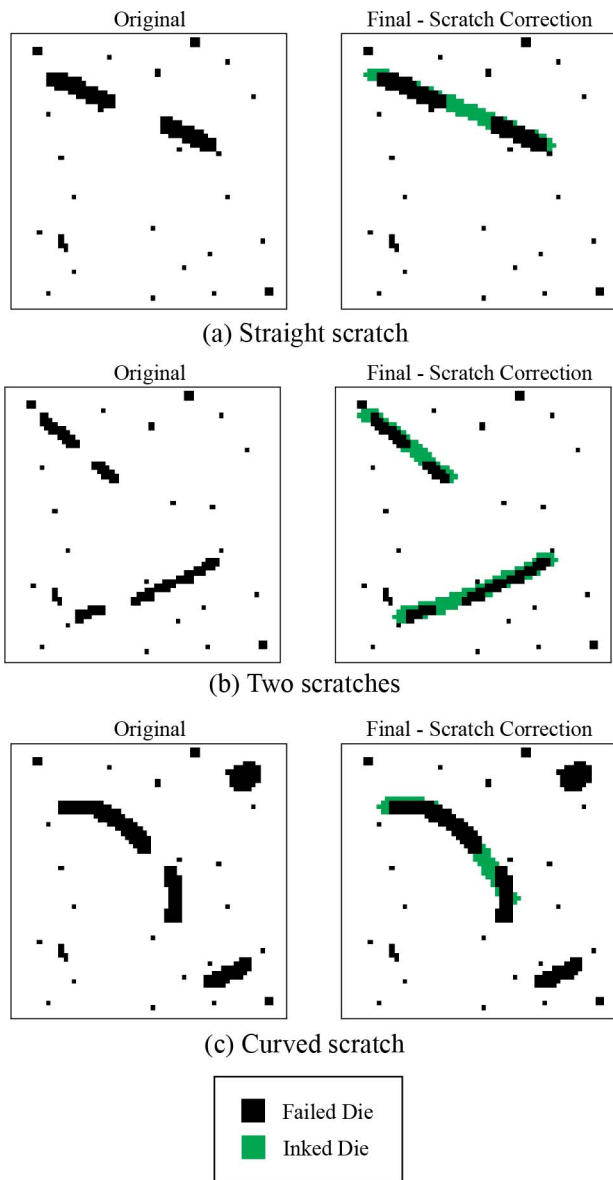 Original
Final - Scratch Correction
(a) Straight scratch
Original
Final - Scratch Correction
(b) Two scratches
Original
Final - Scratch Correction
(c) Curved scratch
Failed Die
Inked Die